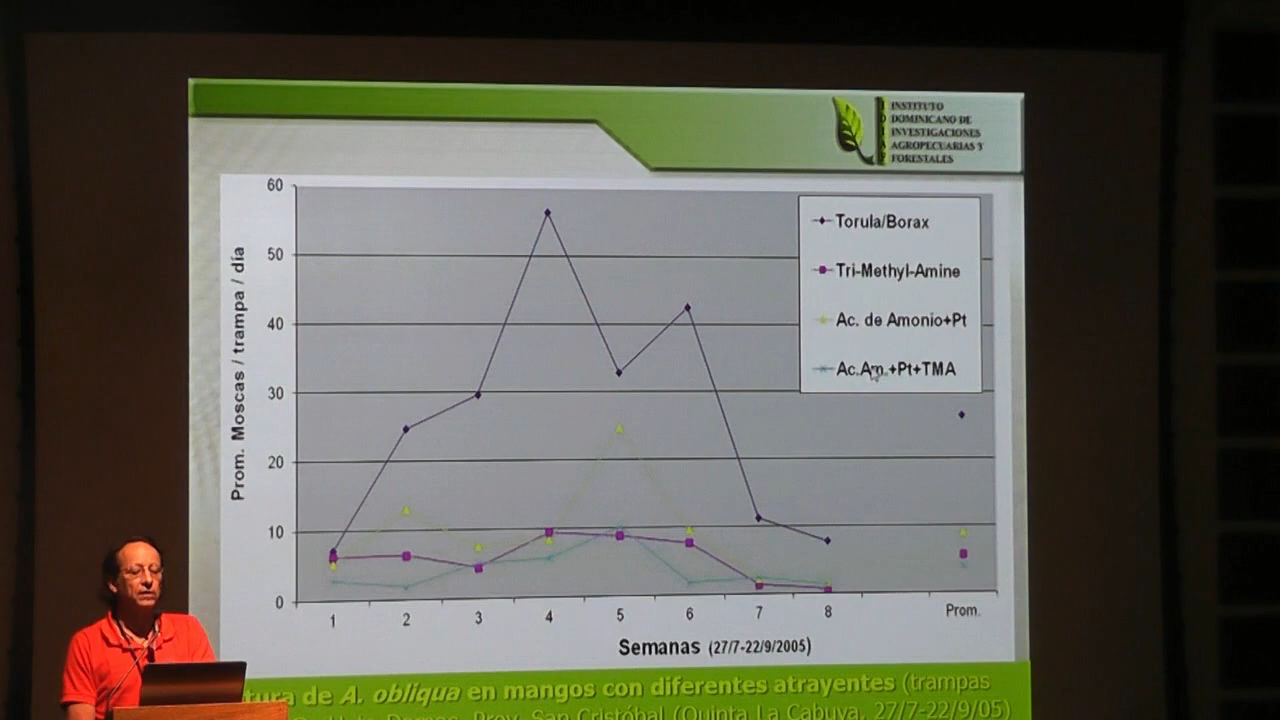 INSTITUTO
DOMINICANO DE
INVESTIGACIONES
AGROPECUARIAS Y
FORESTALES
60
50
40
30
20
10
0
Prom. Moscas / trampa / día
Torula/Borax
Tri-Methyl-Amine
Ac. de Amonio+Pt
Ac.Am.+Pt+TMA
1 2 3 4 5 6 7 8 Prom.
Semanas (27/7-22/9/2005)
tura de A. obliqua en mangos con diferentes atrayentes (trampas
Prov. San Cristóbal (Quinta La Cabuya, 27/7-22/9/05)